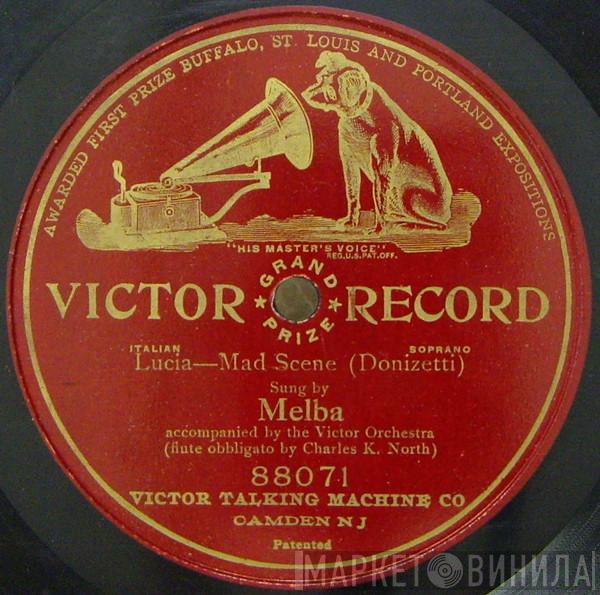 AWARDED FIRST PRIZE BUFFALO, ST. LOUIS AND PORTLAND EXPOSITIONS
"HIS MASTER'S VOICE"
REG. U.S. PAT. OFF.
VICTOR GRAND PRIZE RECORD
ITALIAN SOPRANO
Lucia—Mad Scene (Donizetti)
Sung by
Melba
accompanied by the Victor Orchestra
(flute obbligato by Charles K. North)
88071
VICTOR TALKING MACHINE CO
CAMDEN NJ
Patented
МАРКЕТ ВИНИЛА